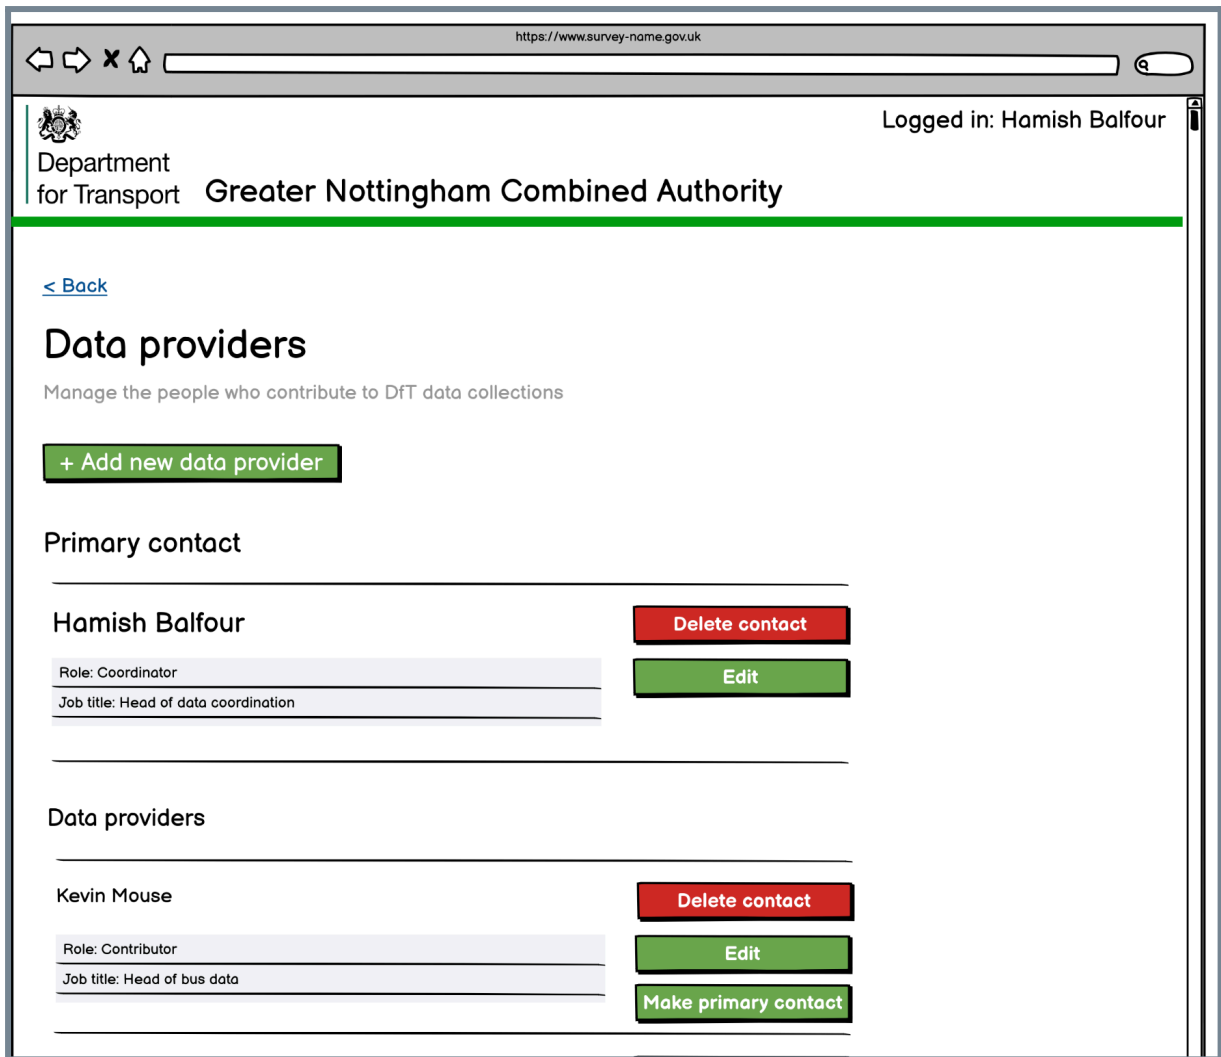 https://www.survey-name.gov.uk
Logged in: Hamish Balfour
Department
for Transport
Greater Nottingham Combined Authority
< Back
Data providers
Manage the people who contribute to DfT data collections
+ Add new data provider
Primary contact
Hamish Balfour
Delete contact
Role: Coordinator
Edit
Job title: Head of data coordination
Data providers
Kevin Mouse
Delete contact
Role: Contributor
Edit
Job title: Head of bus data
Make primary contact